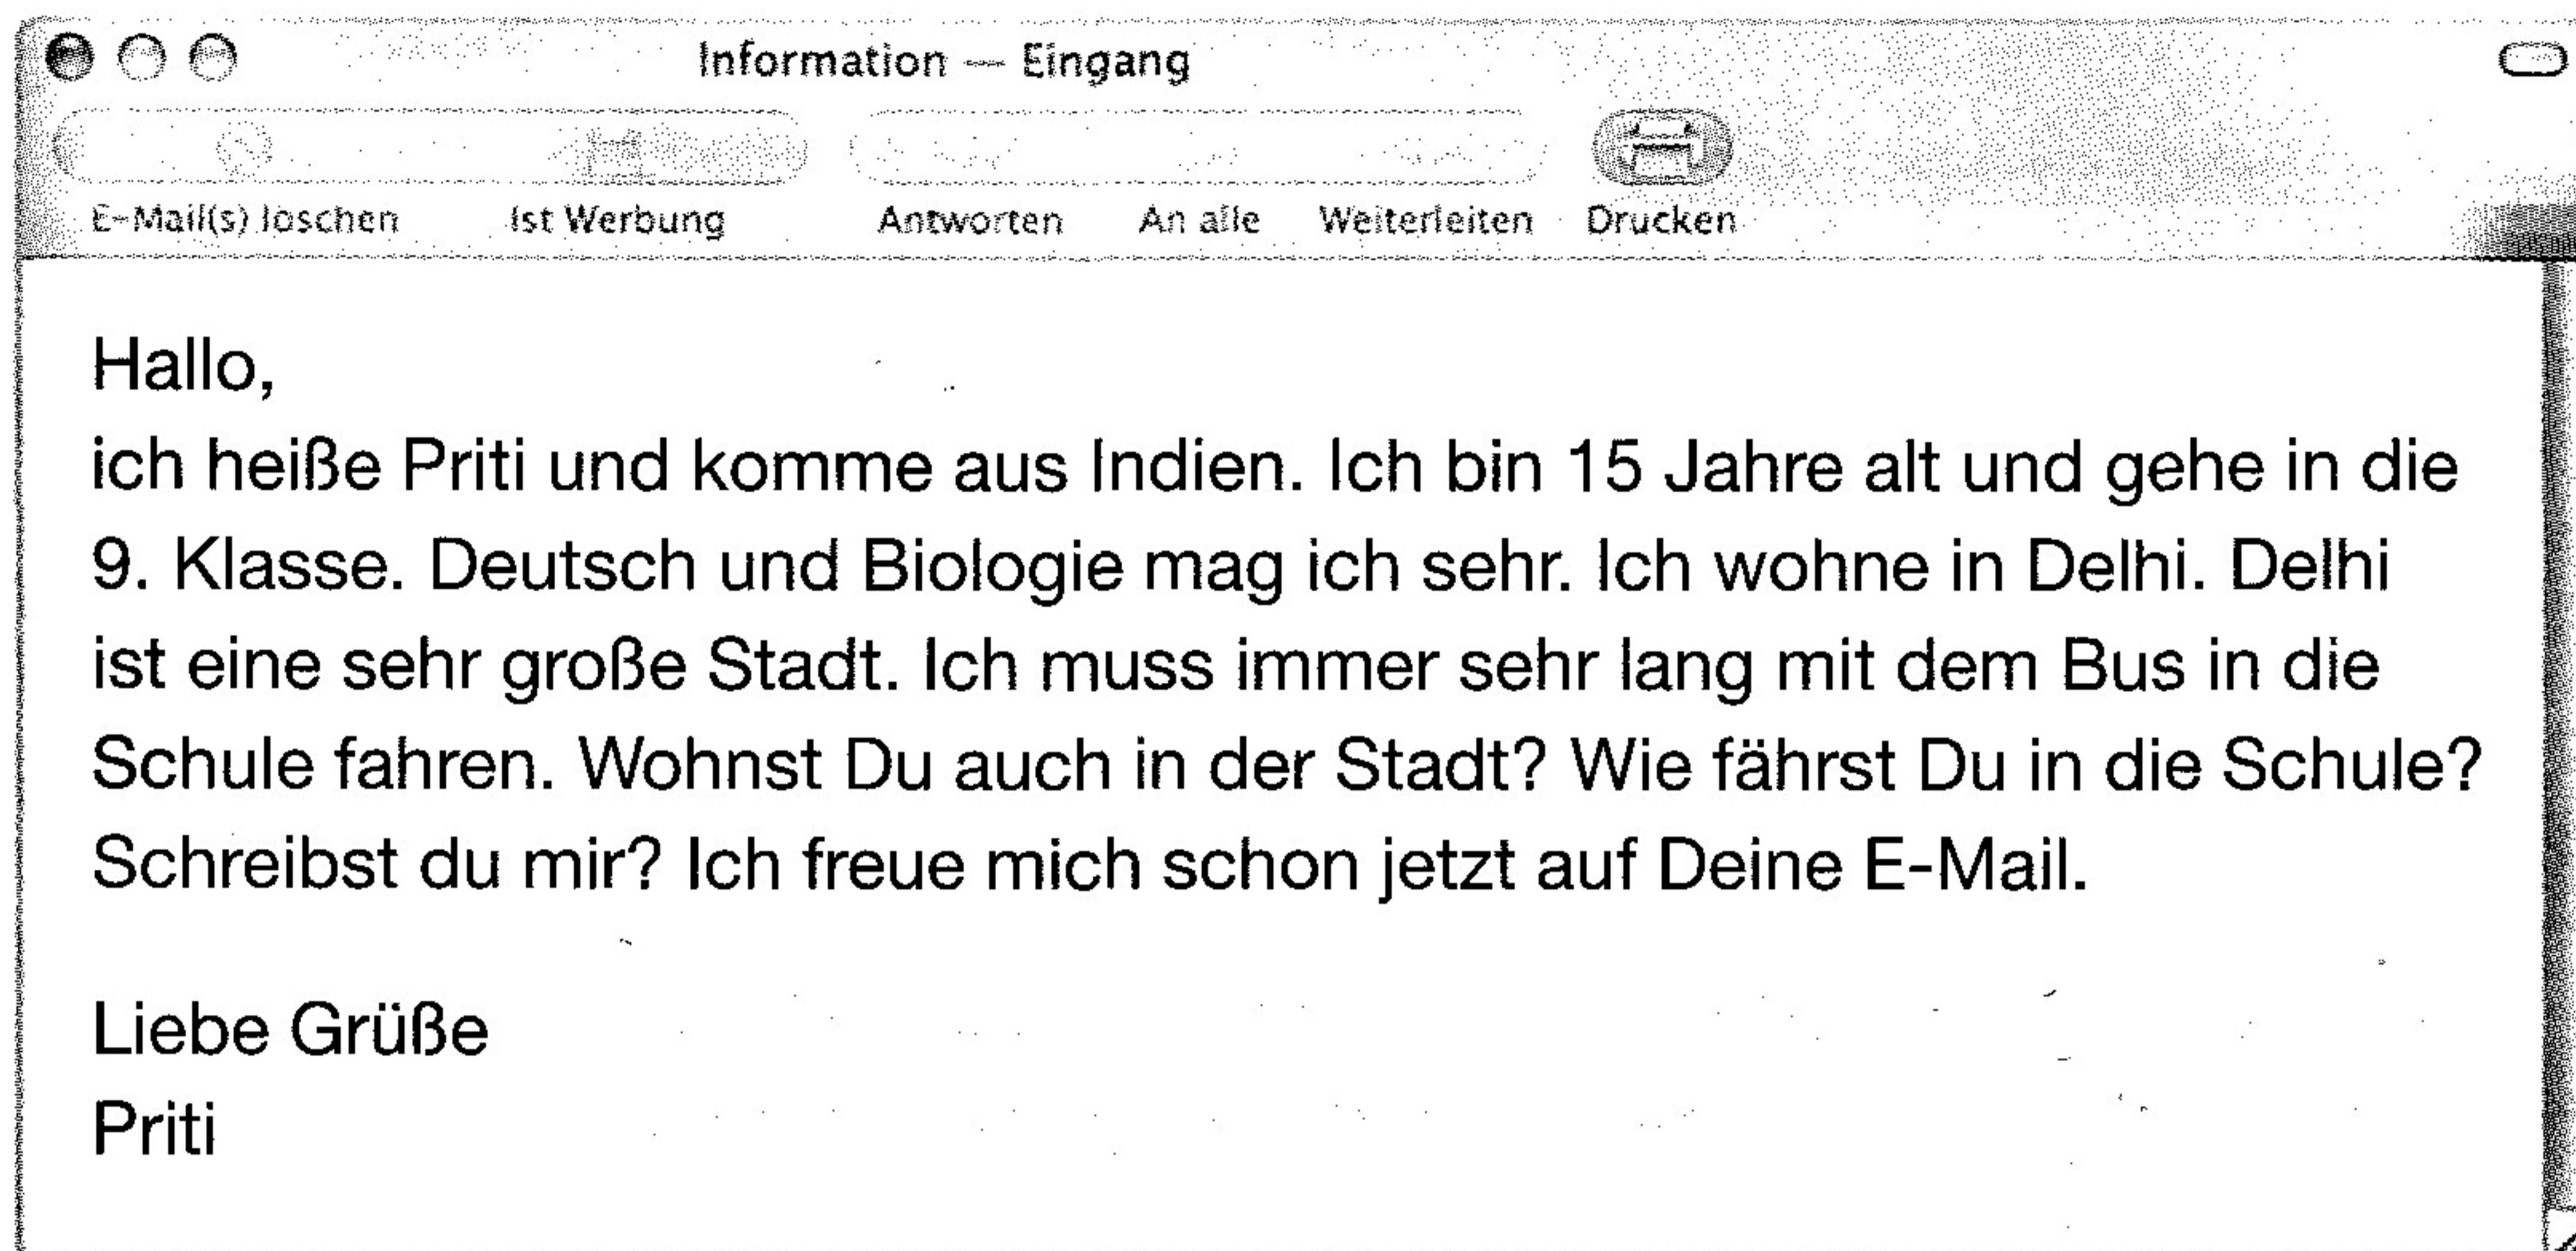 Information — Eingang
E-Mail(s) löschen Ist Werbung Antworten An alle Weiterleiten Drucken
Hallo,
ich heiße Priti und komme aus Indien. Ich bin 15 Jahre alt und gehe in die
9. Klasse. Deutsch und Biologie mag ich sehr. Ich wohne in Delhi. Delhi
ist eine sehr große Stadt. Ich muss immer sehr lang mit dem Bus in die
Schule fahren. Wohnst Du auch in der Stadt? Wie fährst Du in die Schule?
Schreibst du mir? Ich freue mich schon jetzt auf Deine E-Mail.
Liebe Grüße
Priti